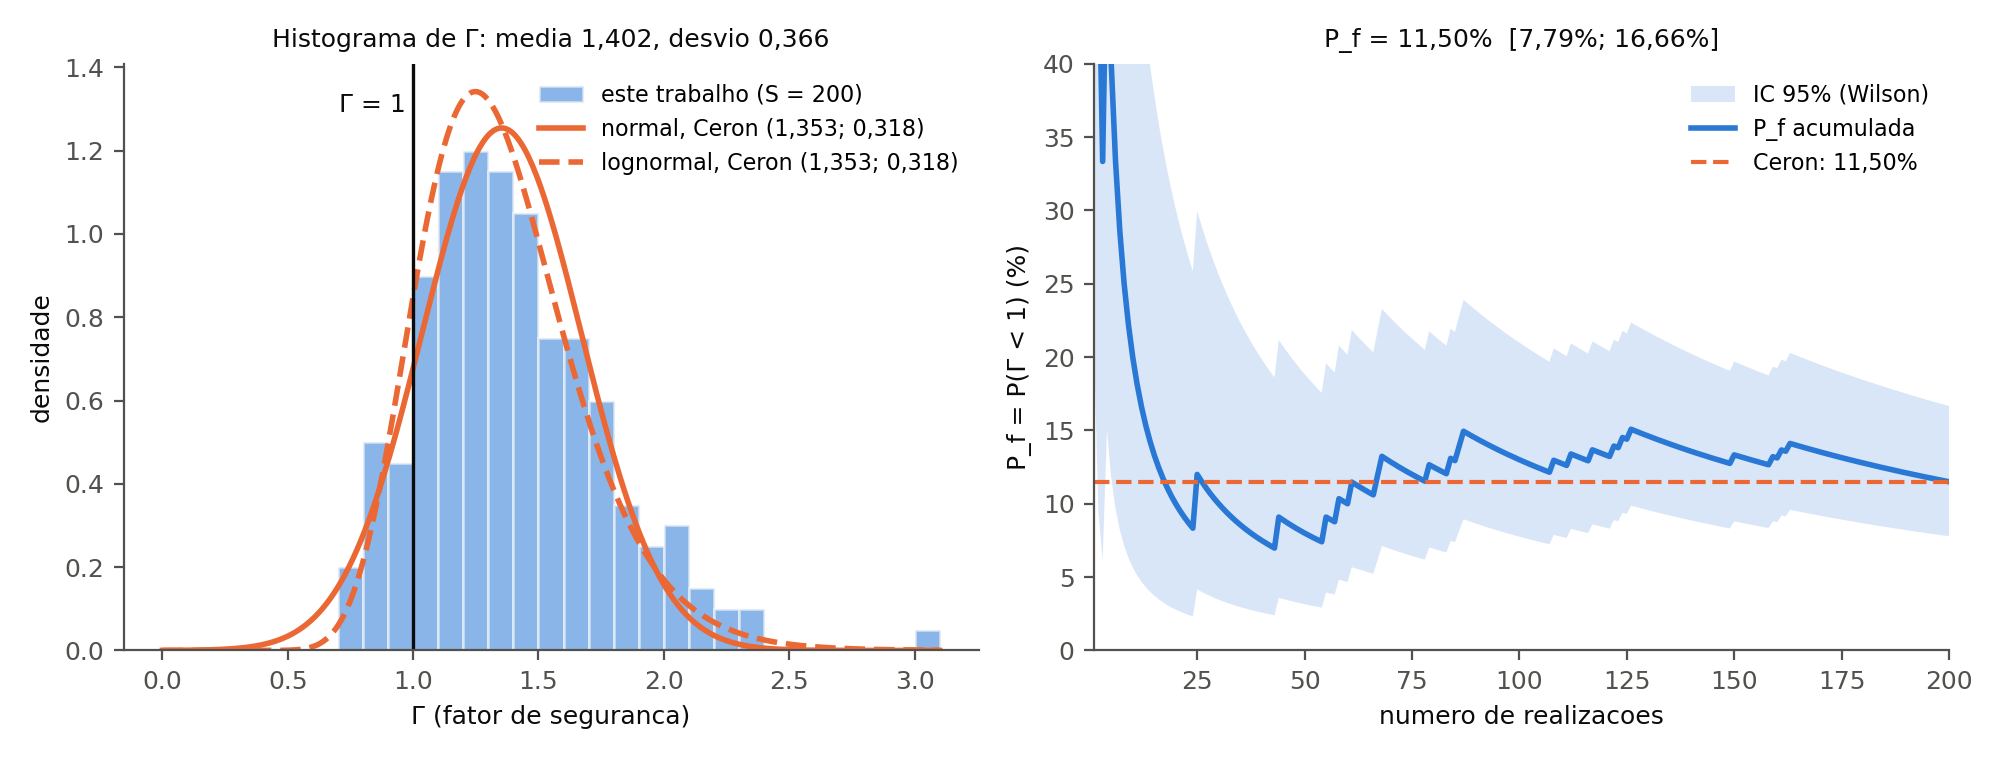 Histograma de Γ: media 1,402, desvio 0,366
Γ = 1
este trabalho (S = 200)
normal, Ceron (1,353; 0,318)
lognormal, Ceron (1,353; 0,318)
densidade
1.4
1.2
1.0
0.8
0.6
0.4
0.2
0.0
0.0 0.5 1.0 1.5 2.0 2.5 3.0
Γ (fator de seguranca)
P_f = 11,50% [7,79%; 16,66%]
IC 95% (Wilson)
P_f acumulada
Ceron: 11,50%
P_f = P(Γ < 1) (%)
40
35
30
25
20
15
10
5
0
25 50 75 100 125 150 175 200
numero de realizacoes